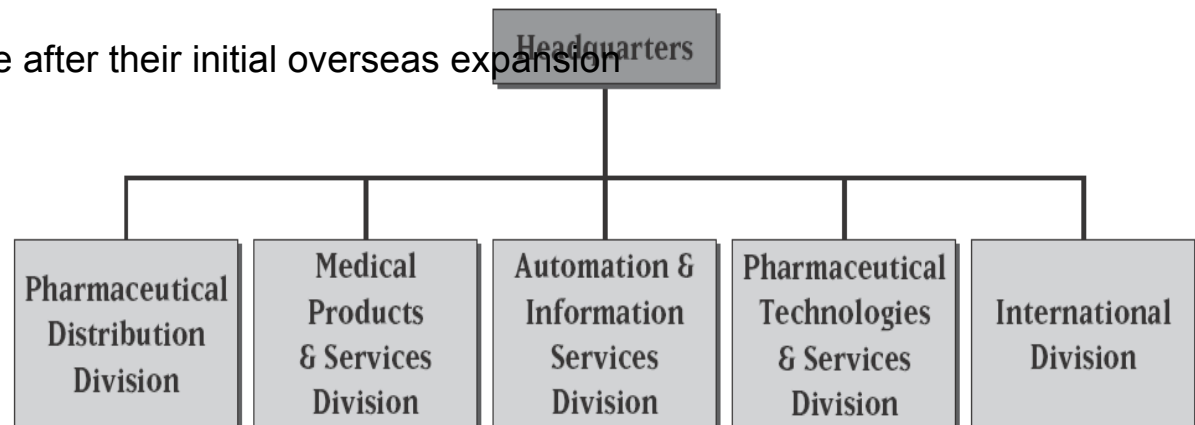 Headquarters
e after their initial overseas expansion
Pharmaceutical
Distribution
Division
Medical
Products
& Services
Division
Automation &
Information
Services
Division
Pharmaceutical
Technologies
& Services
Division
International
Division